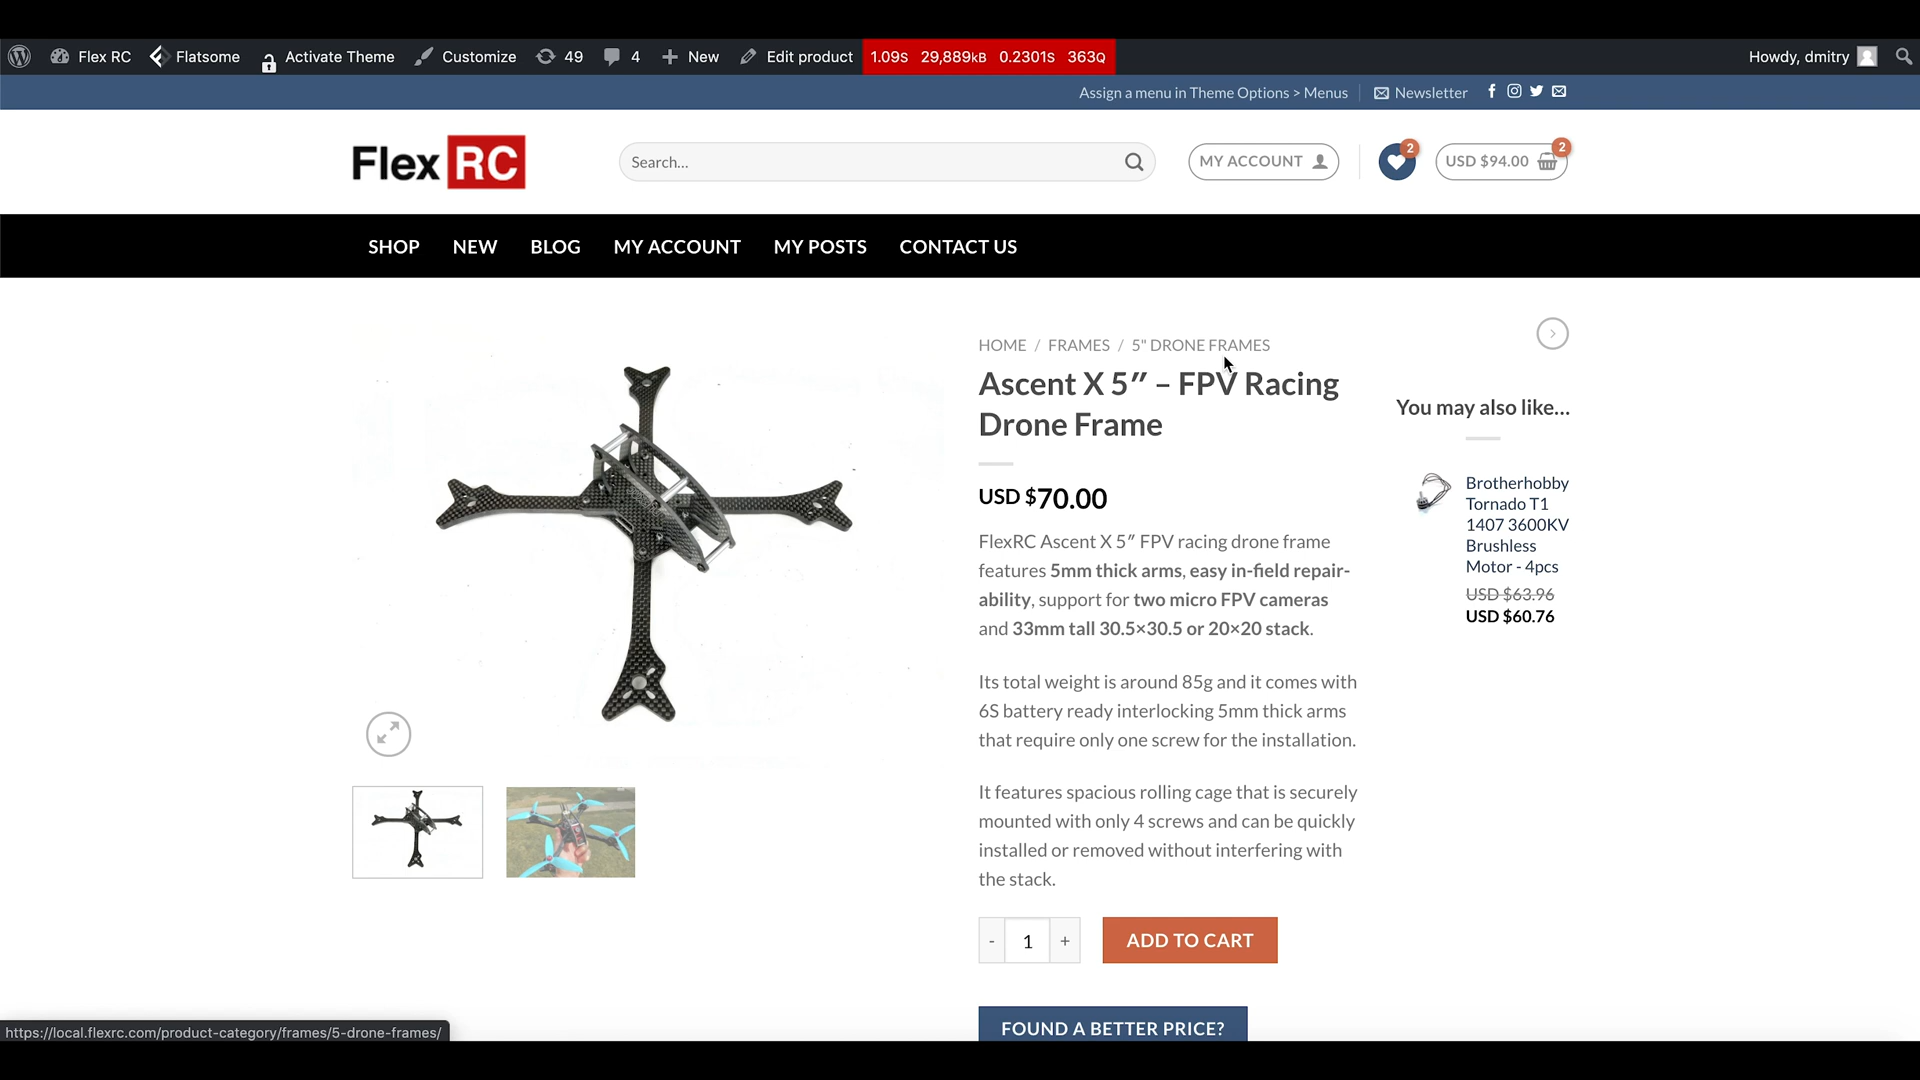 Flex RC Flatsome Activate Theme Customize 49 4 New Edit product 1.09S 29,889KB 0.2301S 363Q Howdy, dmitry
Assign a menu in Theme Options > Menus Newsletter
Flex RC
Search...
MY ACCOUNT
2
USD $94.00
2
SHOP NEW BLOG MY ACCOUNT MY POSTS CONTACT US
HOME / FRAMES / 5" DRONE FRAMES
Ascent X 5″ – FPV Racing
Drone Frame
USD $70.00
FlexRC Ascent X 5″ FPV racing drone frame
features 5mm thick arms, easy in-field repair-
ability, support for two micro FPV cameras
and 33mm tall 30.5×30.5 or 20×20 stack.
Its total weight is around 85g and it comes with
6S battery ready interlocking 5mm thick arms
that require only one screw for the installation.
It features spacious rolling cage that is securely
mounted with only 4 screws and can be quickly
installed or removed without interfering with
the stack.
- 1 + ADD TO CART
FOUND A BETTER PRICE?
You may also like...
Brotherhobby
Tornado T1
1407 3600KV
Brushless
Motor - 4pcs
USD $63.96
USD $60.76
https://local.flexrc.com/product-category/frames/5-drone-frames/